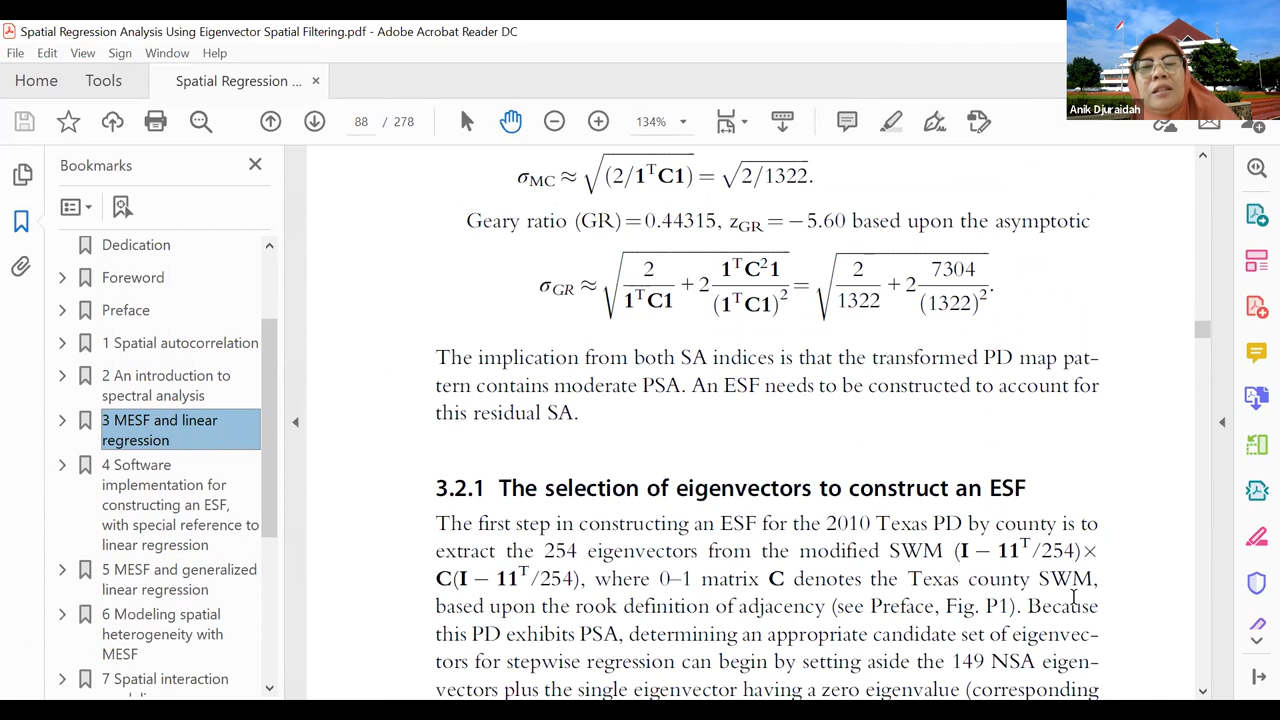 Spatial Regression Analysis Using Eigenvector Spatial Filtering.pdf - Adobe Acrobat Reader DC
File Edit View Sign Window Help
Home Tools Spatial Regression ... ×
88 / 278 134%
Anik Djuraidah
Bookmarks
Dedication
Foreword
Preface
1 Spatial autocorrelation
2 An introduction to
spectral analysis
3 MESF and linear
regression
4 Software
implementation for
constructing an ESF,
with special reference to
linear regression
5 MESF and generalized
linear regression
6 Modeling spatial
heterogeneity with
MESF
7 Spatial interaction
σMC ≈ √(2/1ᵀC1) = √2/1322.
Geary ratio (GR) = 0.44315, zGR = − 5.60 based upon the asymptotic
σGR ≈ √ 2/1ᵀC1 + 2 1ᵀC²1/(1ᵀC1)² = √ 2/1322 + 2 7304/(1322)².
The implication from both SA indices is that the transformed PD map pat-
tern contains moderate PSA. An ESF needs to be constructed to account for
this residual SA.
3.2.1 The selection of eigenvectors to construct an ESF
The first step in constructing an ESF for the 2010 Texas PD by county is to
extract the 254 eigenvectors from the modified SWM (I − 11ᵀ/254)×
C(I − 11ᵀ/254), where 0–1 matrix C denotes the Texas county SWM,
based upon the rook definition of adjacency (see Preface, Fig. P1). Because
this PD exhibits PSA, determining an appropriate candidate set of eigenvec-
tors for stepwise regression can begin by setting aside the 149 NSA eigen-
vectors plus the single eigenvector having a zero eigenvalue (corresponding